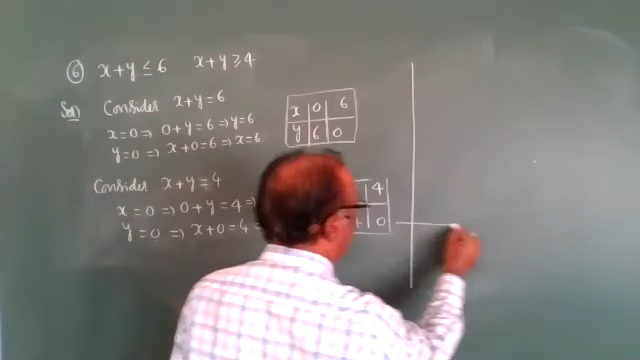 ⑥ x+y ≤ 6 x+y ≥ 4
Soln Consider x+y=6
x=0 ⇒ 0+y=6 ⇒ y=6
y=0 ⇒ x+0=6 ⇒ x=6
x 0 6
y 6 0
Consider x+y=4
x=0 ⇒ 0+y=4 ⇒
y=0 ⇒ x+0=4 ⇒
4
0